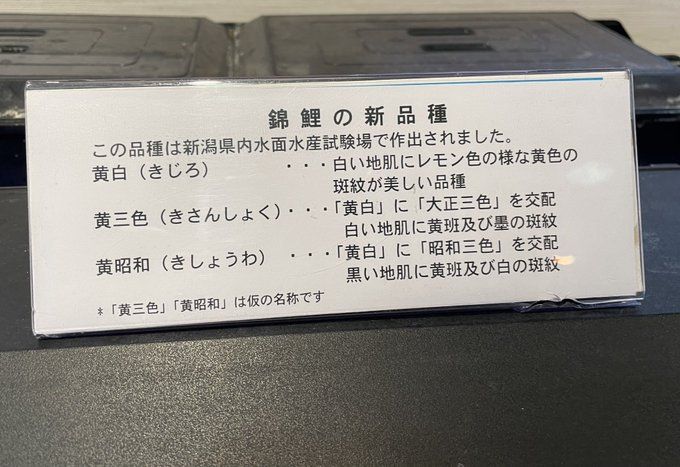 錦鯉の新品種
この品種は新潟県内水面水産試験場で作出されました。
黄白（きじろ）　　・・・白い地肌にレモン色の様な黄色の
斑紋が美しい品種
黄三色（きさんしょく）・・・「黄白」に「大正三色」を交配
白い地肌に黄斑及び墨の斑紋
黄昭和（きしょうわ）　・・・「黄白」に「昭和三色」を交配
黒い地肌に黄斑及び白の斑紋
*「黄三色」「黄昭和」は仮の名称です